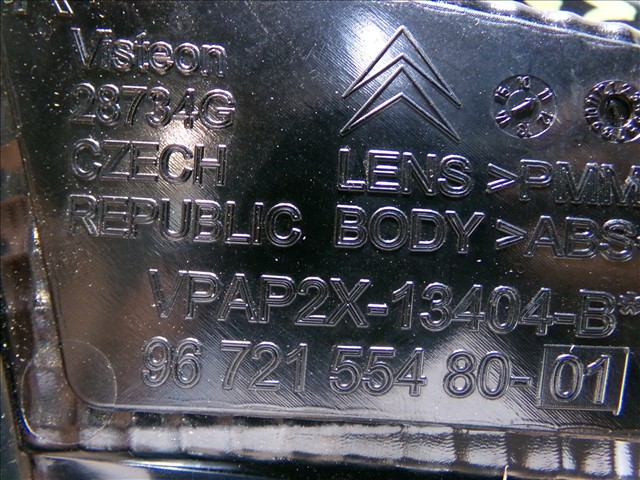 Visteon
28734G
CZECH
REPUBLIC
LENS >PMM
BODY >ABS
VPAP2X-13404-B*
96 721 554 80-01